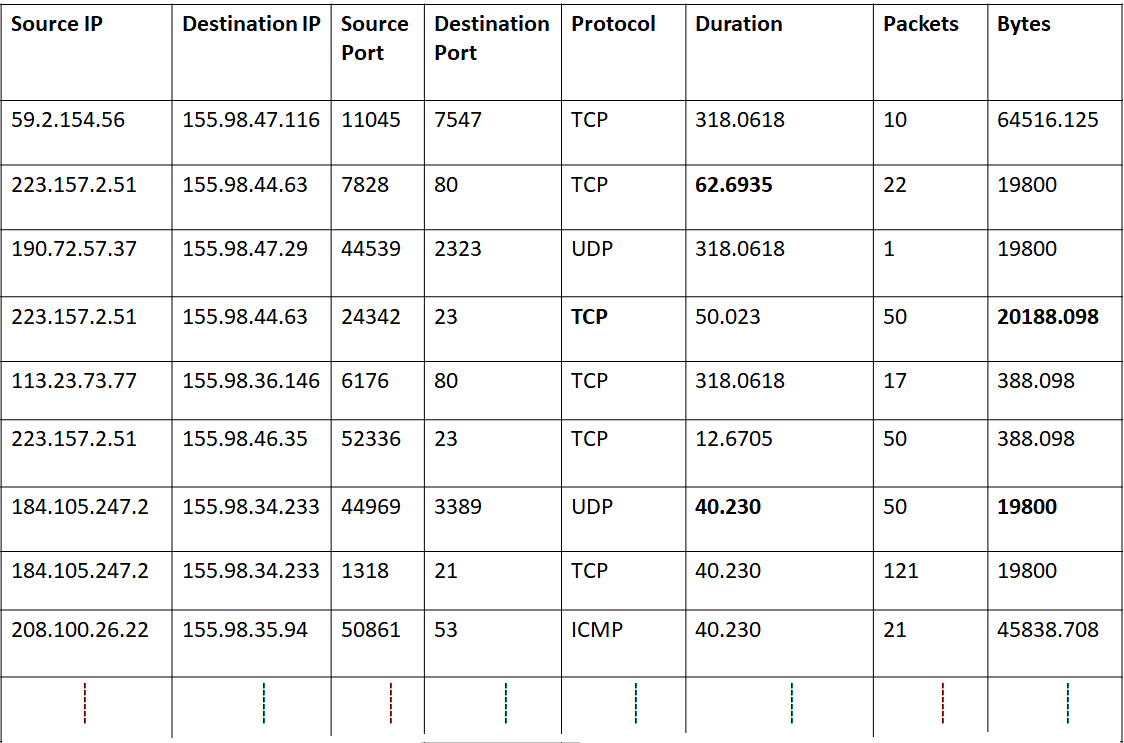 Source IP Destination IP Source Port Destination Port Protocol Duration Packets Bytes
59.2.154.56 155.98.47.116 11045 7547 TCP 318.0618 10 64516.125
223.157.2.51 155.98.44.63 7828 80 TCP 62.6935 22 19800
190.72.57.37 155.98.47.29 44539 2323 UDP 318.0618 1 19800
223.157.2.51 155.98.44.63 24342 23 TCP 50.023 50 20188.098
113.23.73.77 155.98.36.146 6176 80 TCP 318.0618 17 388.098
223.157.2.51 155.98.46.35 52336 23 TCP 12.6705 50 388.098
184.105.247.2 155.98.34.233 44969 3389 UDP 40.230 50 19800
184.105.247.2 155.98.34.233 1318 21 TCP 40.230 121 19800
208.100.26.22 155.98.35.94 50861 53 ICMP 40.230 21 45838.708